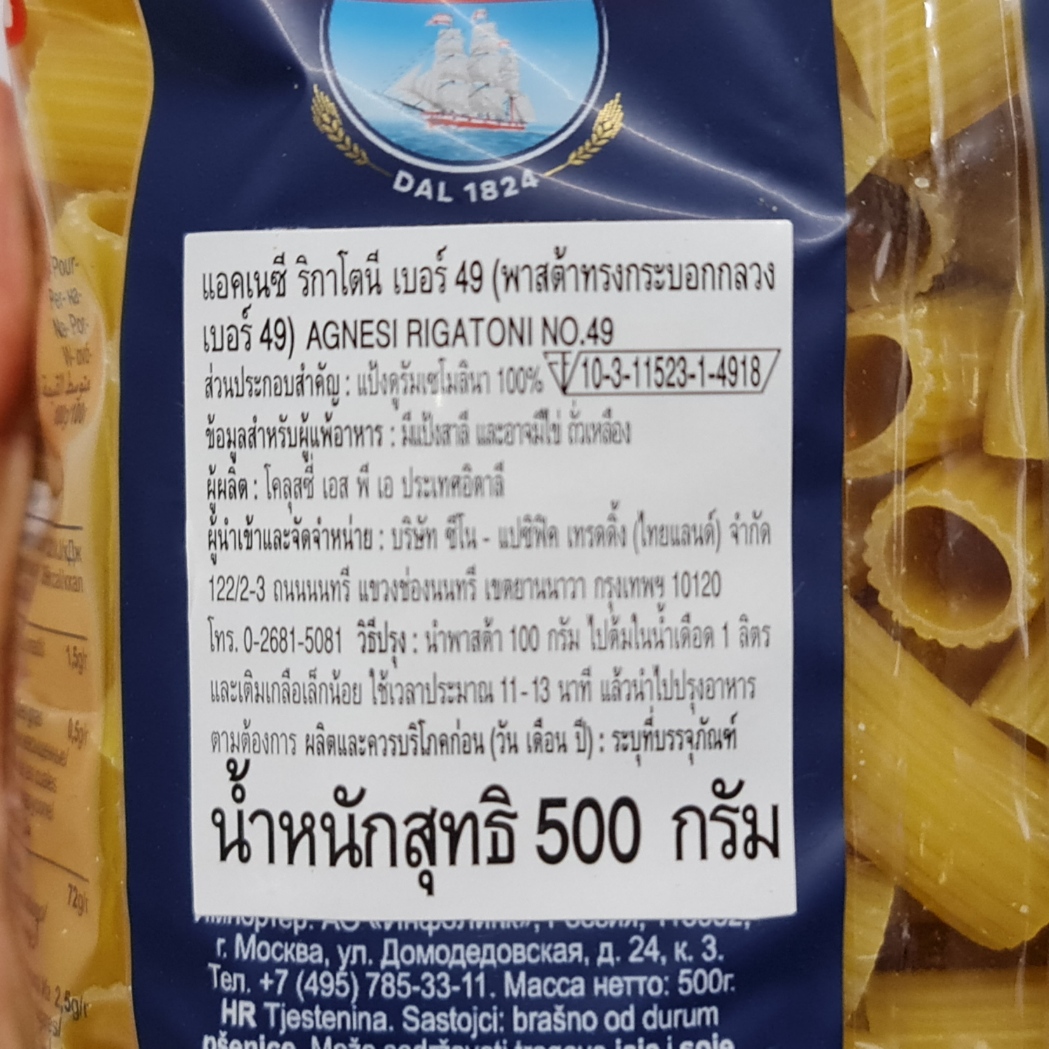 DAL 1824
แอคเนซี ริกาโตนี เบอร์ 49 (พาสต้าทรงกระบอกกลวง
เบอร์ 49) AGNESI RIGATONI NO.49
ส่วนประกอบสำคัญ : แป้งดูรัมเซโมลินา 100% 10-3-11523-1-4918
ข้อมูลสำหรับผู้แพ้อาหาร : มีแป้งสาลี และอาจมีไข่ ถั่วเหลือง
ผู้ผลิต : โคลุสซี่ เอส พี เอ ประเทศอิตาลี
ผู้นำเข้าและจัดจำหน่าย : บริษัท ซีโน - แปซิฟิค เทรดดิ้ง (ไทยแลนด์) จำกัด
122/2-3 ถนนนนทรี แขวงช่องนนทรี เขตยานนาวา กรุงเทพฯ 10120
โทร. 0-2681-5081 วิธีปรุง : นำพาสต้า 100 กรัม ไปต้มในน้ำเดือด 1 ลิตร
และเติมเกลือเล็กน้อย ใช้เวลาประมาณ 11-13 นาที แล้วนำไปปรุงอาหาร
ตามต้องการ ผลิตและควรบริโภคก่อน (วัน เดือน ปี) : ระบุที่บรรจุภัณฑ์
น้ำหนักสุทธิ 500 กรัม
г. Москва, ул. Домодедовская, д. 24, к. 3.
Тел. +7 (495) 785-33-11. Масса нетто: 500г.
HR Tjestenina. Sastojci: brašno od durum
Pour-
1,5g/r
0,5g/r
72g/r
2,5g/r